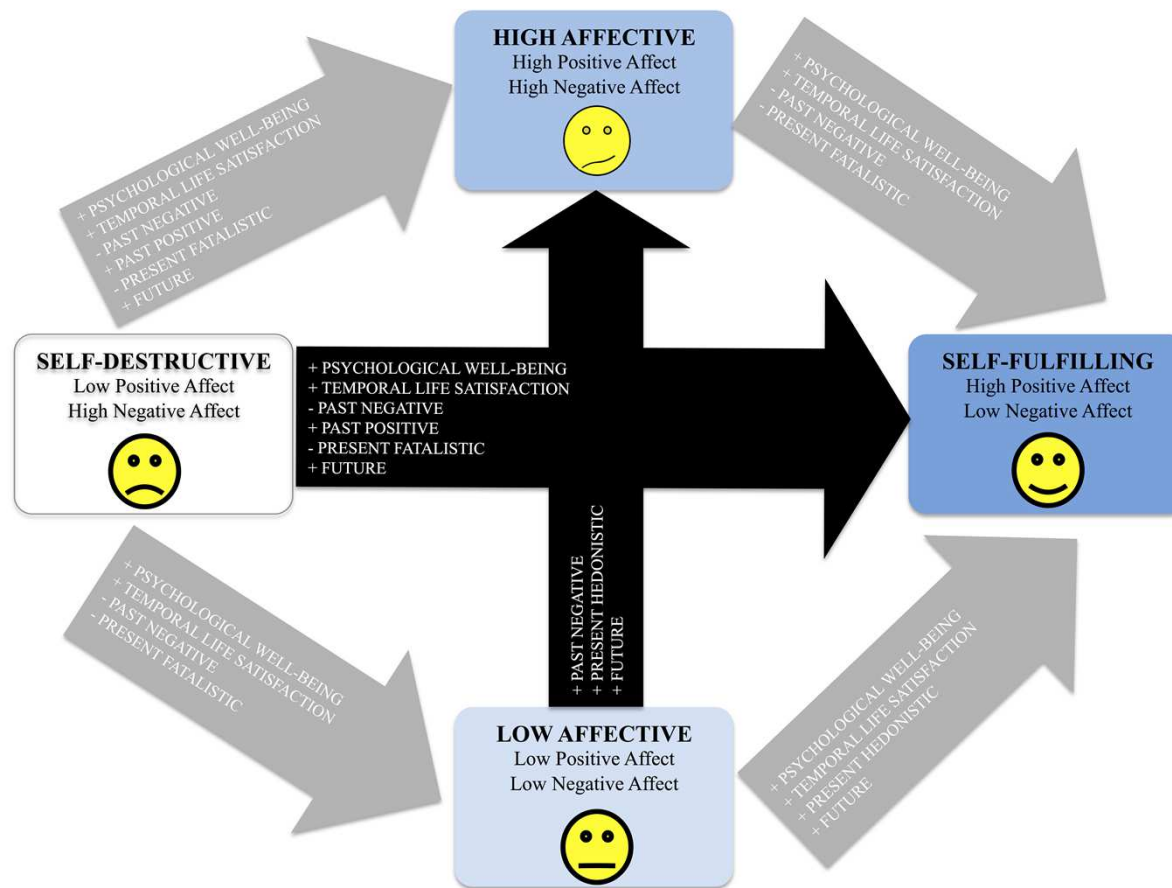 HIGH AFFECTIVE
High Positive Affect
High Negative Affect
+ PSYCHOLOGICAL WELL-BEING
+ TEMPORAL LIFE SATISFACTION
- PAST NEGATIVE
+ PAST POSITIVE
- PRESENT FATALISTIC
+ FUTURE
+ PSYCHOLOGICAL WELL-BEING
+ TEMPORAL LIFE SATISFACTION
- PAST NEGATIVE
- PRESENT FATALISTIC
SELF-DESTRUCTIVE
Low Positive Affect
High Negative Affect
+ PSYCHOLOGICAL WELL-BEING
+ TEMPORAL LIFE SATISFACTION
- PAST NEGATIVE
+ PAST POSITIVE
- PRESENT FATALISTIC
+ FUTURE
SELF-FULFILLING
High Positive Affect
Low Negative Affect
+ PAST NEGATIVE
+ PRESENT HEDONISTIC
+ FUTURE
+ PSYCHOLOGICAL WELL-BEING
+ TEMPORAL LIFE SATISFACTION
- PAST NEGATIVE
- PRESENT FATALISTIC
LOW AFFECTIVE
Low Positive Affect
Low Negative Affect
+ PSYCHOLOGICAL WELL-BEING
+ TEMPORAL LIFE SATISFACTION
+ PRESENT HEDONISTIC
+ FUTURE